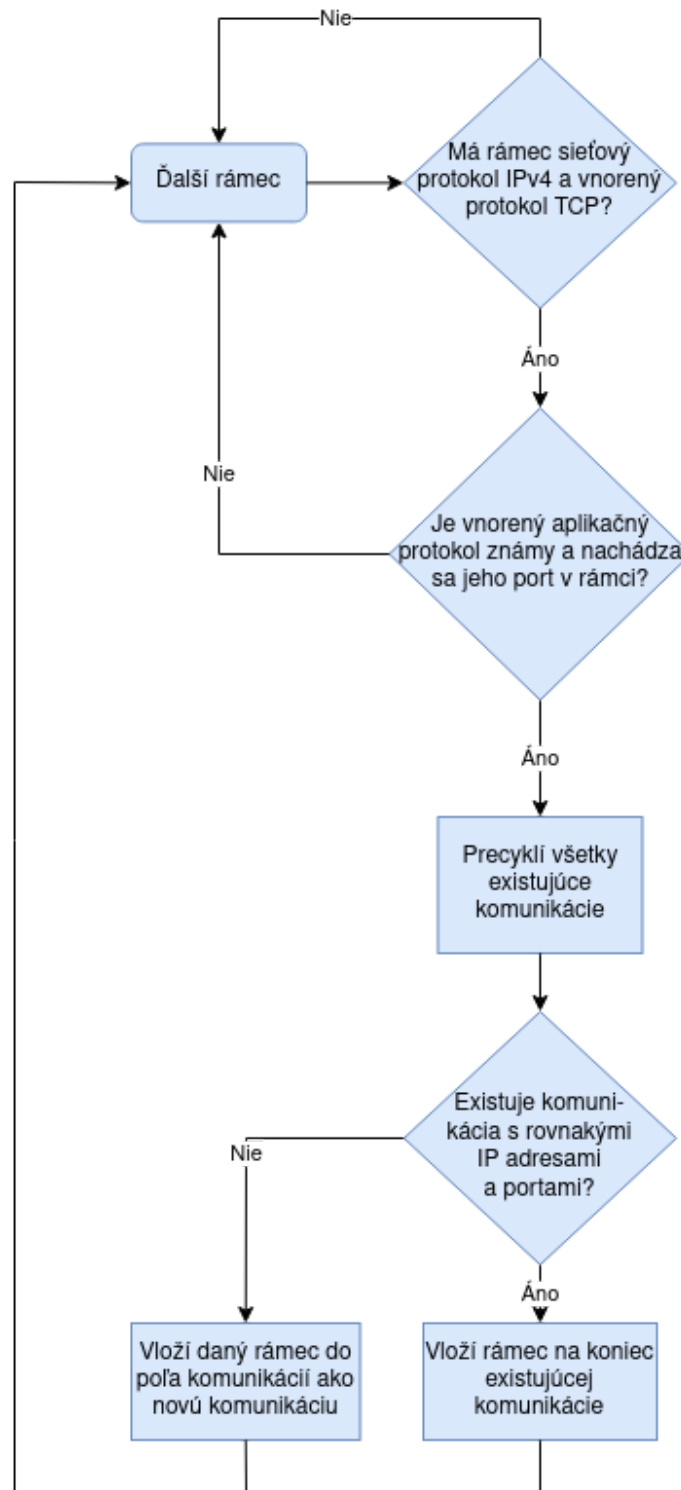 Nie
Ďalší rámec
Má rámec sieťový
protokol IPv4 a vnorený
protokol TCP?
Áno
Nie
Je vnorený aplikačný
protokol známy a nachádza
sa jeho port v rámci?
Áno
Precyklí všetky
existujúce
komunikácie
Existuje komuni-
kácia s rovnakými
IP adresami
a portami?
Nie
Áno
Vloží daný rámec do
poľa komunikácií ako
novú komunikáciu
Vloží rámec na koniec
existujúcej
komunikácie